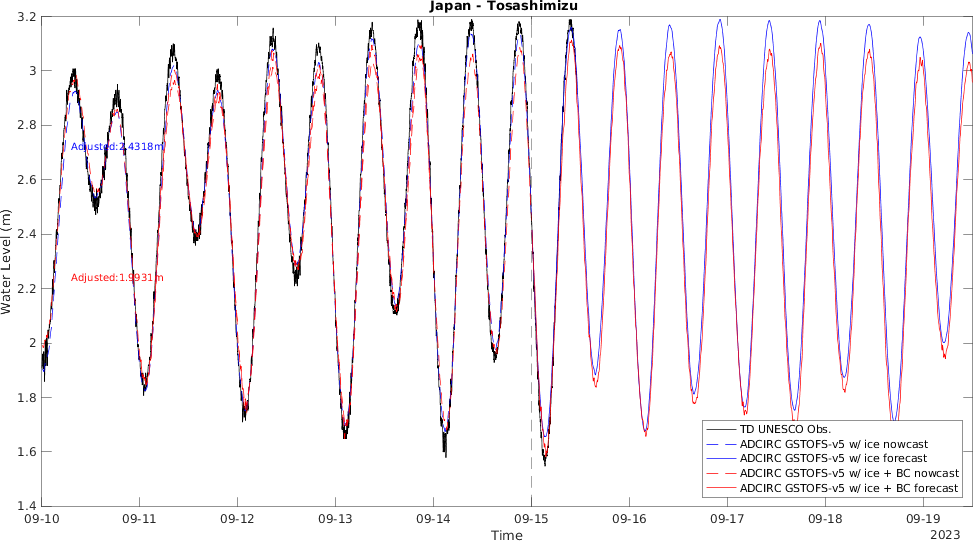 Japan - Tosashimizu
3.2
3
2.8
2.6
2.4
2.2
2
1.8
1.6
1.4
Water Level (m)
Adjusted:2.4318m
Adjusted:1.9931m
TD UNESCO Obs.
ADCIRC GSTOFS-v5 w/ ice nowcast
ADCIRC GSTOFS-v5 w/ ice forecast
ADCIRC GSTOFS-v5 w/ ice + BC nowcast
ADCIRC GSTOFS-v5 w/ ice + BC forecast
09-10 09-11 09-12 09-13 09-14 09-15 09-16 09-17 09-18 09-19
Time
2023